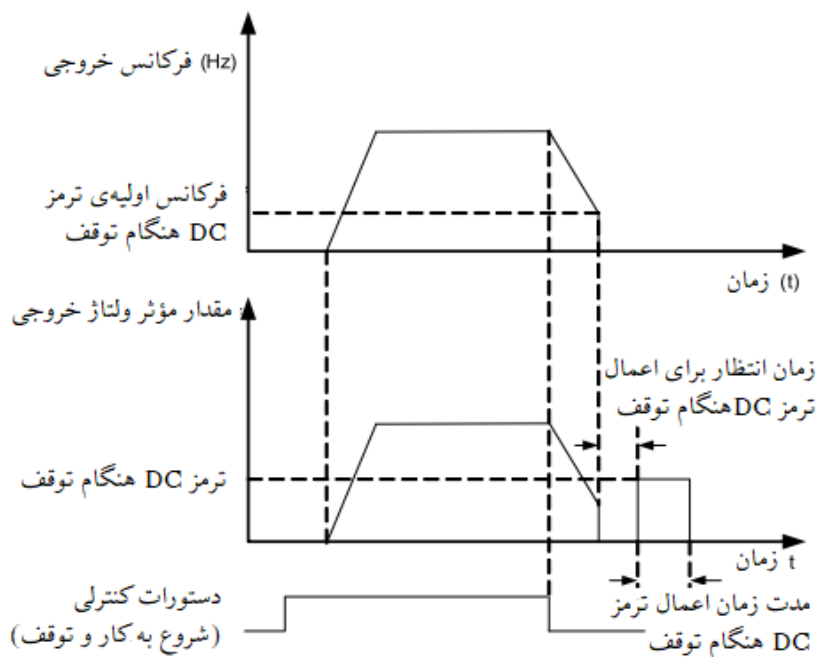 فرکانس خروجی (Hz)
فرکانس اولیه‌ی ترمز
DC هنگام توقف
زمان (t)
مقدار مؤثر ولتاژ خروجی
زمان انتظار برای اعمال
ترمز DC هنگام توقف
ترمز DC هنگام توقف
زمان t
دستورات کنترلی
(شروع به کار و توقف)
مدت زمان اعمال ترمز
DC هنگام توقف